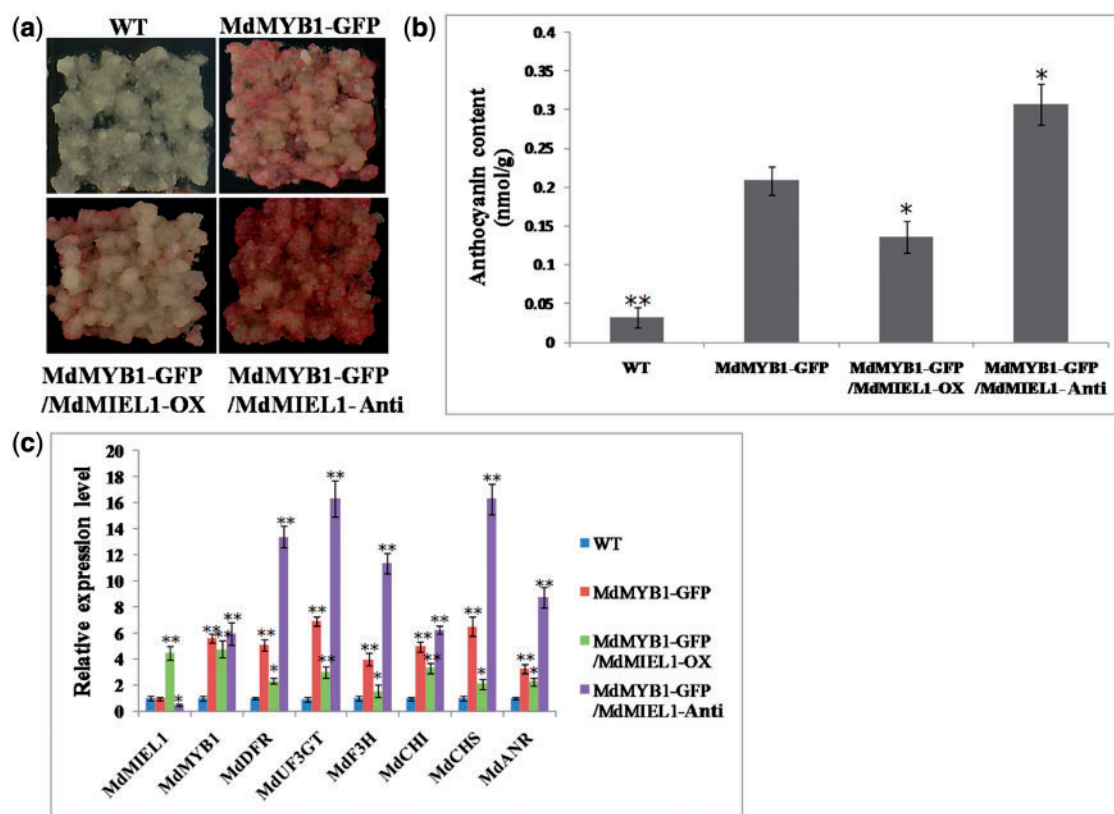 (a)
WT MdMYB1-GFP
MdMYB1-GFP
/MdMIEL1-OX
MdMYB1-GFP
/MdMIEL1-Anti
(b)
Anthocyanin content
(nmol/g)
0.4
0.35
0.3
0.25
0.2
0.15
0.1
0.05
0
**
*
*
WT
MdMYB1-GFP
MdMYB1-GFP
/MdMIEL1-OX
MdMYB1-GFP
/MdMIEL1-Anti
(c)
Relative expression level
20
18
16
14
12
10
8
6
4
2
0
** *
** ** **
** * **
** ** **
** * **
** ** **
** * **
** * **
MdMIEL1
MdMYB1
MdDFR
MdUF3GT
MdF3H
MdCHI
MdCHS
MdANR
WT
MdMYB1-GFP
MdMYB1-GFP
/MdMIEL1-OX
MdMYB1-GFP
/MdMIEL1-Anti